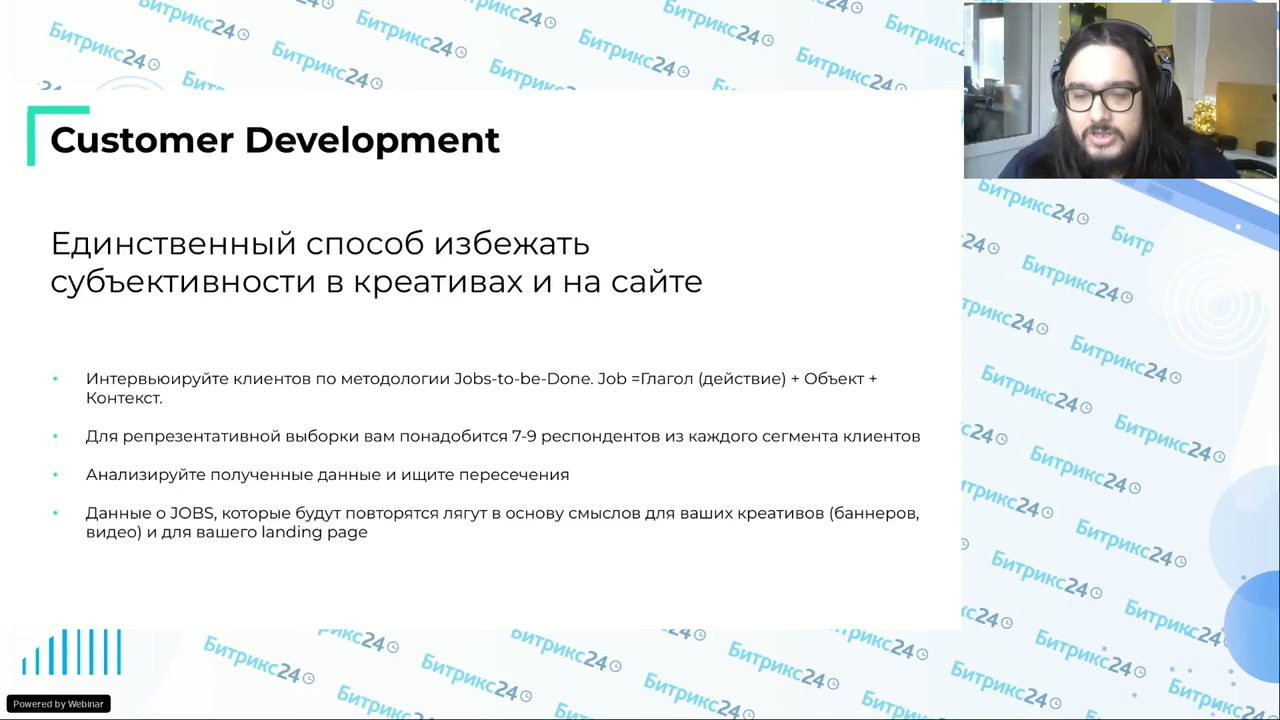 Customer Development
Единственный способ избежать
субъективности в креативах и на сайте
Интервьюируйте клиентов по методологии Jobs-to-be-Done. Job =Глагол (действие) + Объект +
Контекст.
Для репрезентативной выборки вам понадобится 7-9 респондентов из каждого сегмента клиентов
Анализируйте полученные данные и ищите пересечения
Данные о JOBS, которые будут повторятся лягут в основу смыслов для ваших креативов (баннеров,
видео) и для вашего landing page
Битрикс24
Powered by Webinar